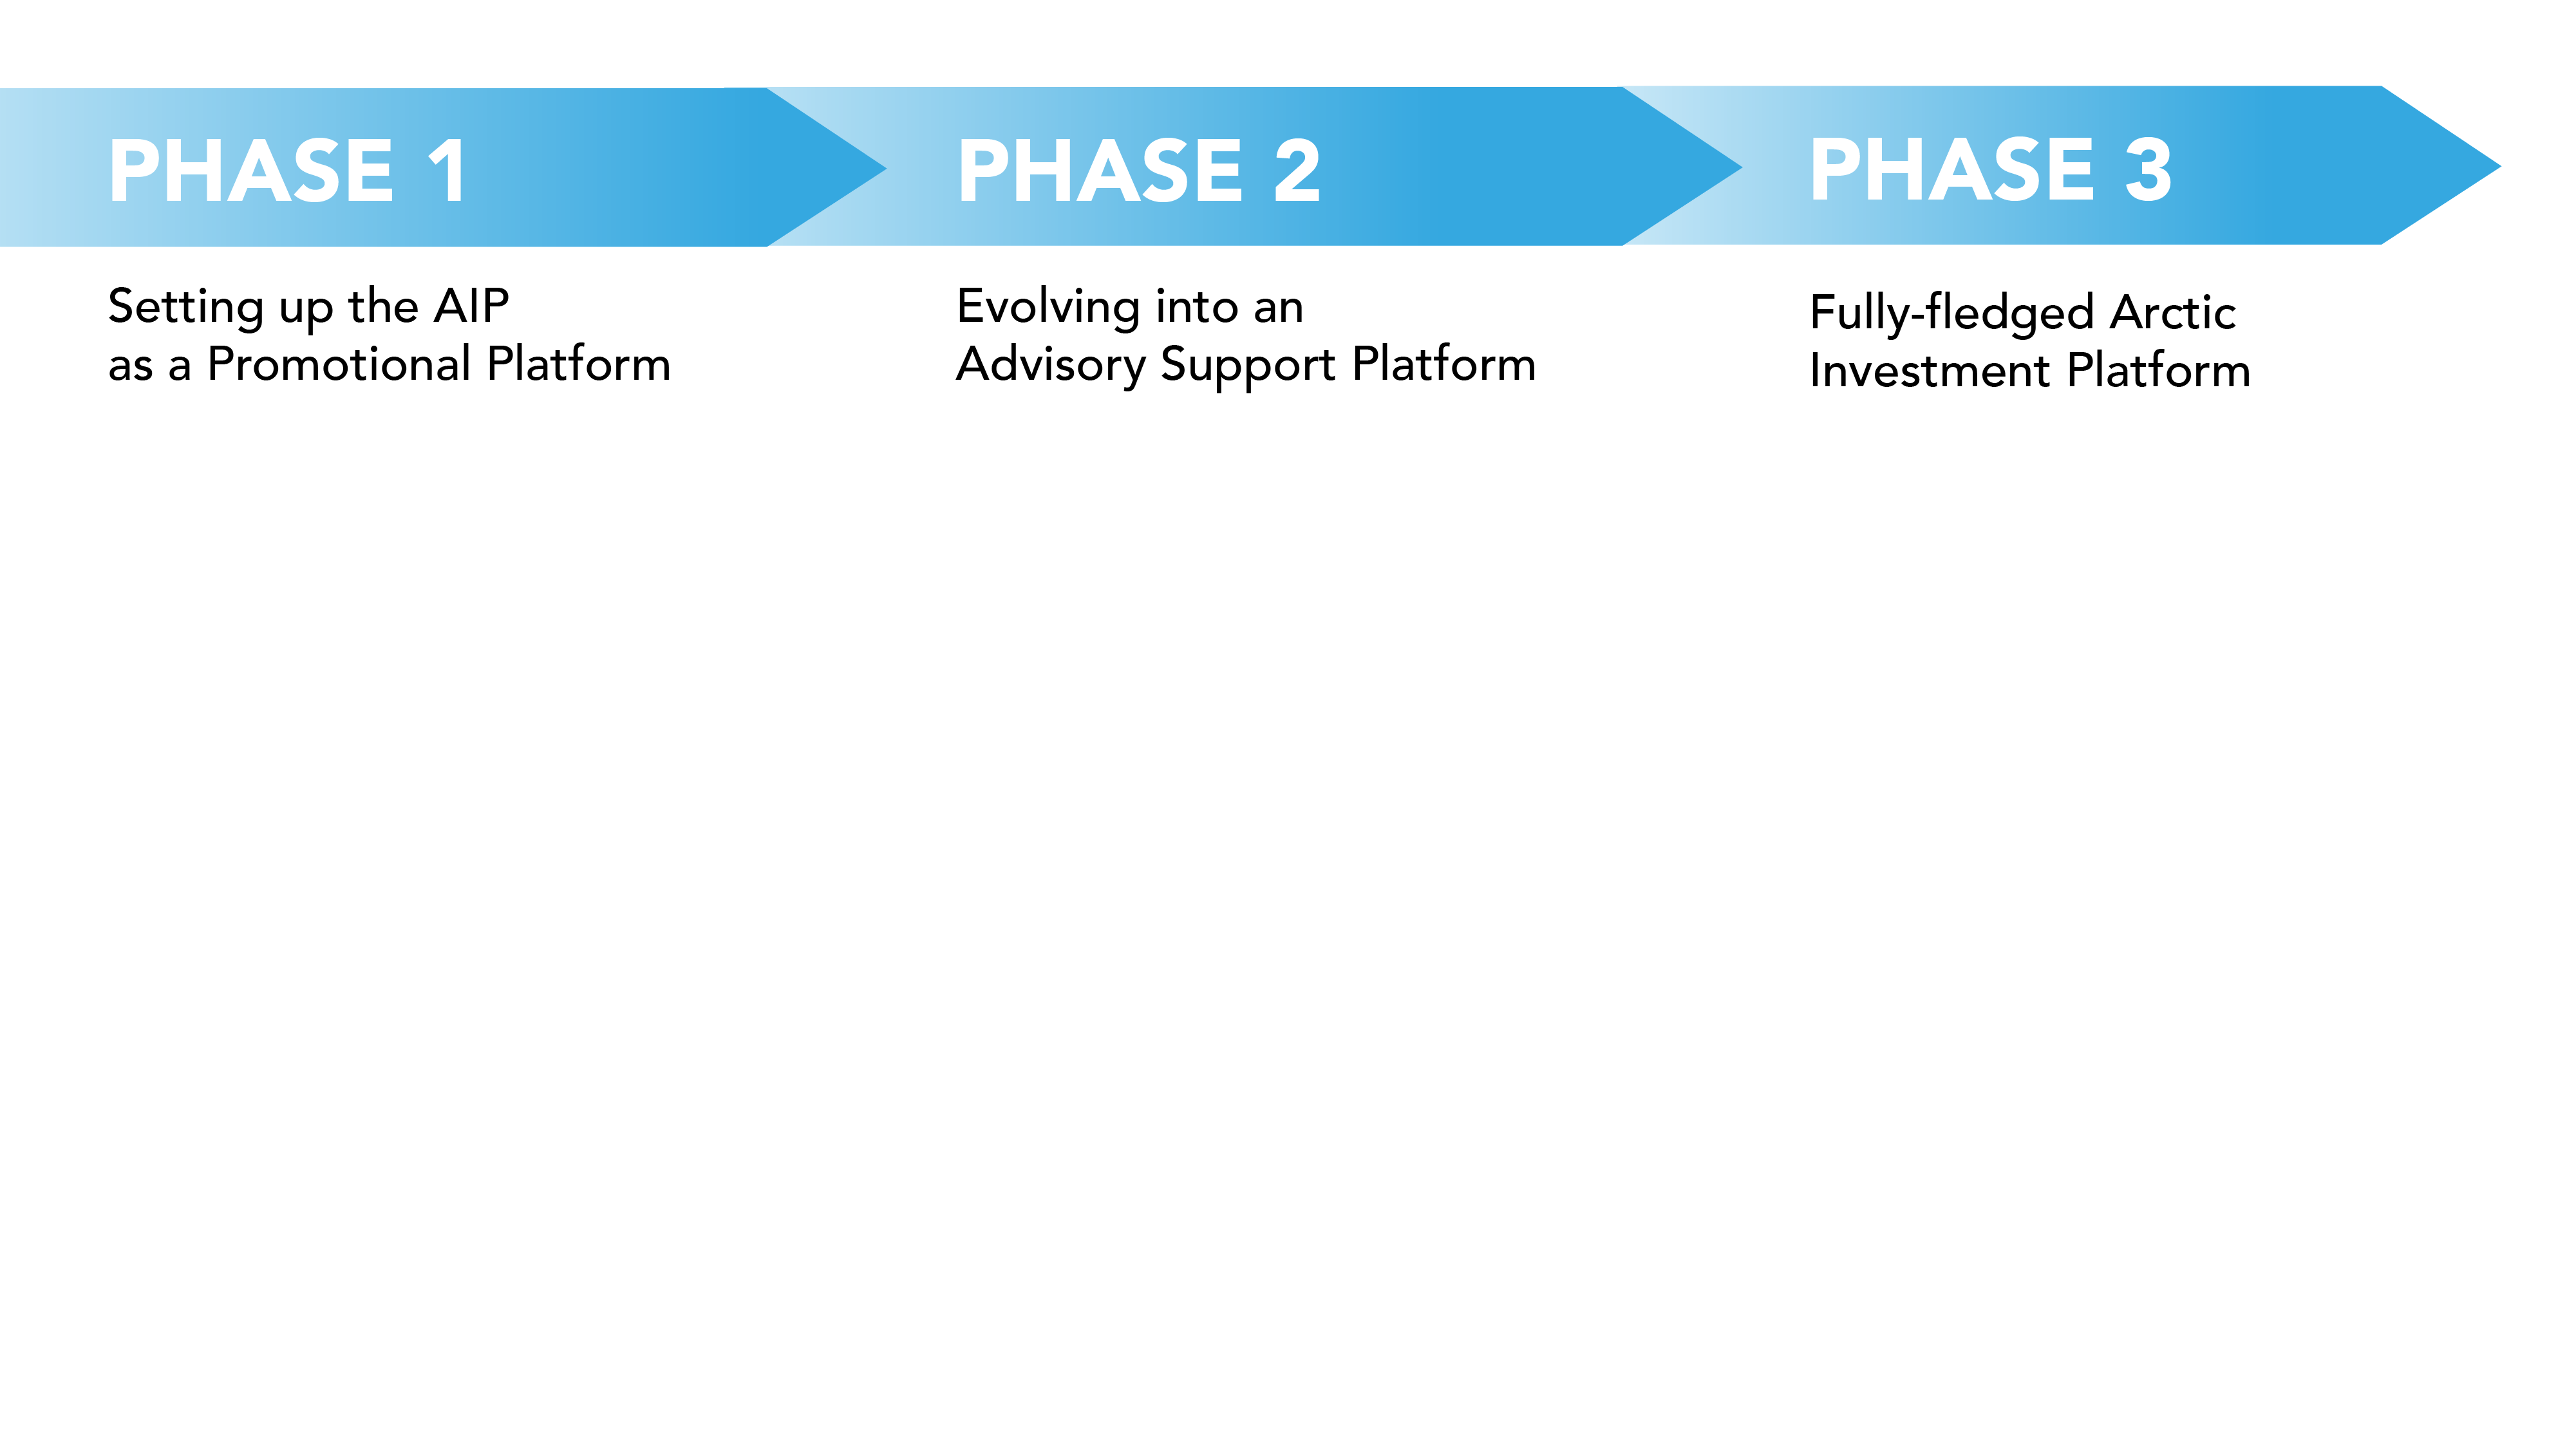 PHASE 1
Setting up the AIP
as a Promotional Platform
PHASE 2
Evolving into an
Advisory Support Platform
PHASE 3
Fully-fledged Arctic
Investment Platform